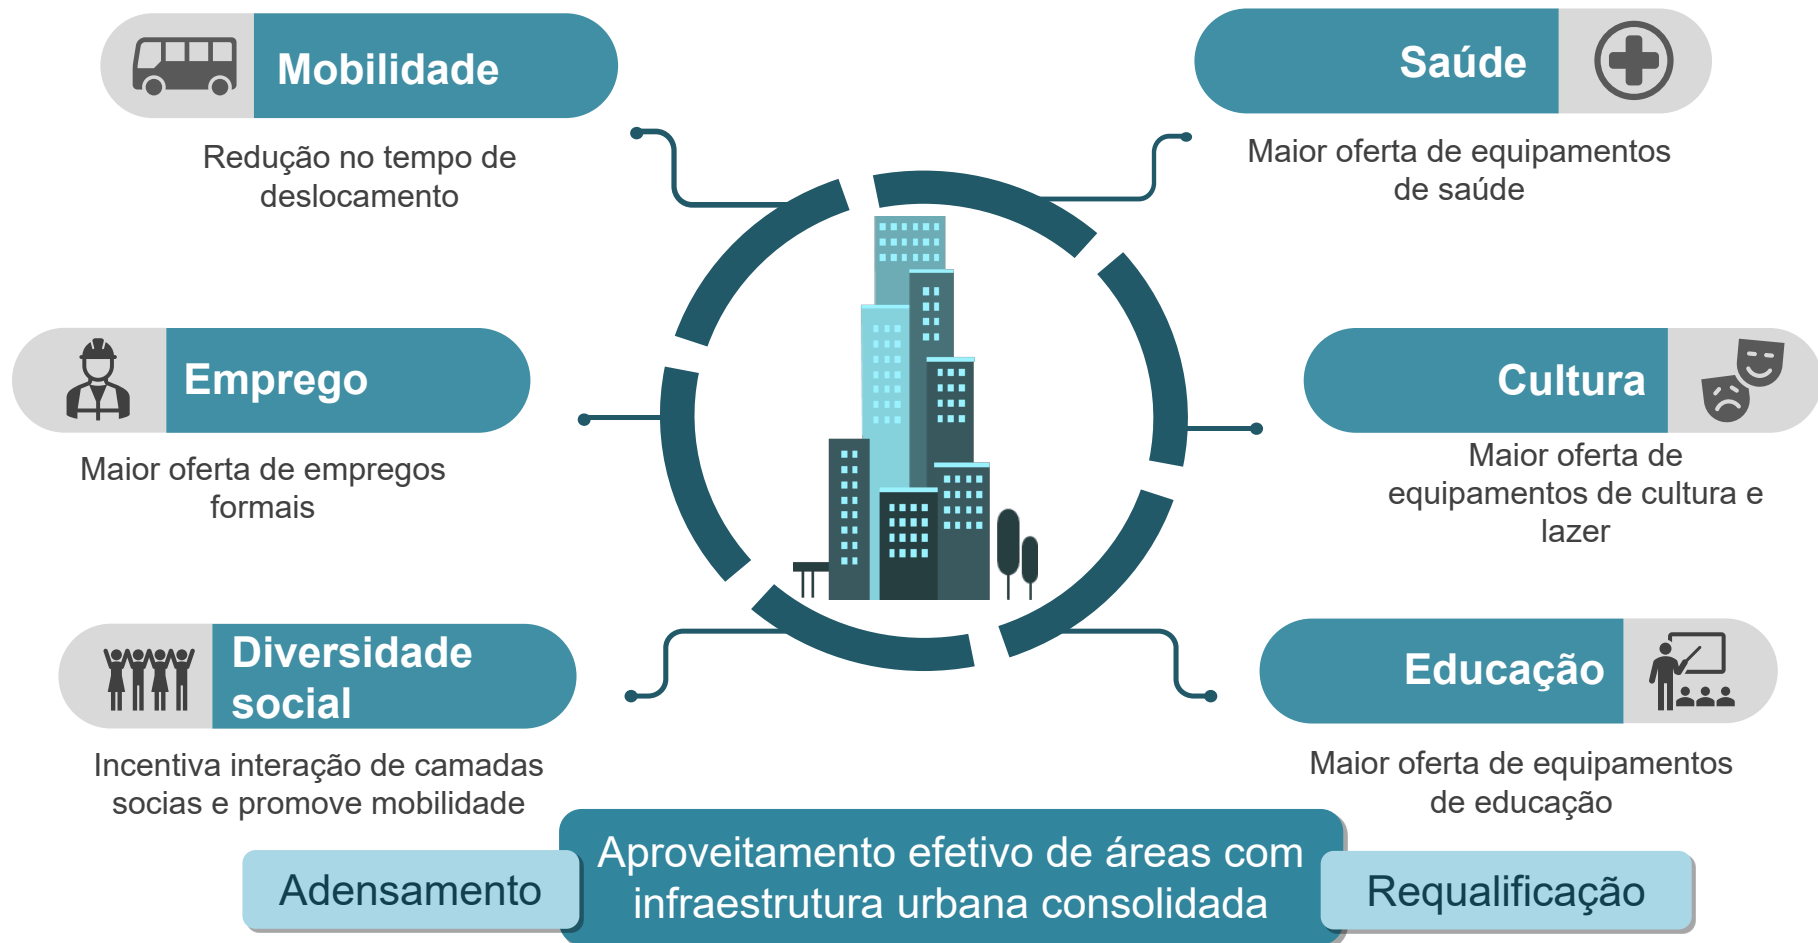 Mobilidade
Redução no tempo de
deslocamento
Saúde
Maior oferta de equipamentos
de saúde
Emprego
Maior oferta de empregos
formais
Cultura
Maior oferta de
equipamentos de cultura e
lazer
Diversidade
social
Incentiva interação de camadas
socias e promove mobilidade
Educação
Maior oferta de equipamentos
de educação
Adensamento
Aproveitamento efetivo de áreas com
infraestrutura urbana consolidada
Requalificação